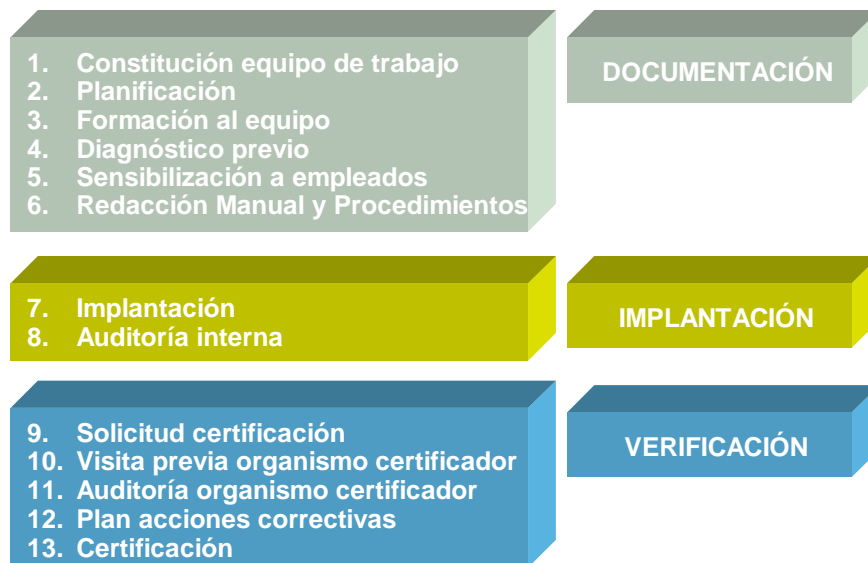 1. Constitución equipo de trabajo
2. Planificación
3. Formación al equipo
4. Diagnóstico previo
5. Sensibilización a empleados
6. Redacción Manual y Procedimientos
DOCUMENTACIÓN
7. Implantación
8. Auditoría interna
IMPLANTACIÓN
9. Solicitud certificación
10. Visita previa organismo certificador
11. Auditoría organismo certificador
12. Plan acciones correctivas
13. Certificación
VERIFICACIÓN